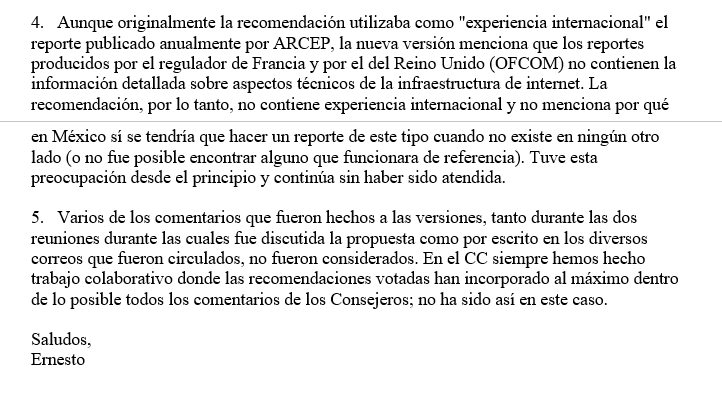 4. Aunque originalmente la recomendación utilizaba como "experiencia internacional" el
reporte publicado anualmente por ARCEP, la nueva versión menciona que los reportes
producidos por el regulador de Francia y por el del Reino Unido (OFCOM) no contienen la
información detallada sobre aspectos técnicos de la infraestructura de internet. La
recomendación, por lo tanto, no contiene experiencia internacional y no menciona por qué
en México sí se tendría que hacer un reporte de este tipo cuando no existe en ningún otro
lado (o no fue posible encontrar alguno que funcionara de referencia). Tuve esta
preocupación desde el principio y continúa sin haber sido atendida.
5. Varios de los comentarios que fueron hechos a las versiones, tanto durante las dos
reuniones durante las cuales fue discutida la propuesta como por escrito en los diversos
correos que fueron circulados, no fueron considerados. En el CC siempre hemos hecho
trabajo colaborativo donde las recomendaciones votadas han incorporado al máximo dentro
de lo posible todos los comentarios de los Consejeros; no ha sido así en este caso.
Saludos,
Ernesto